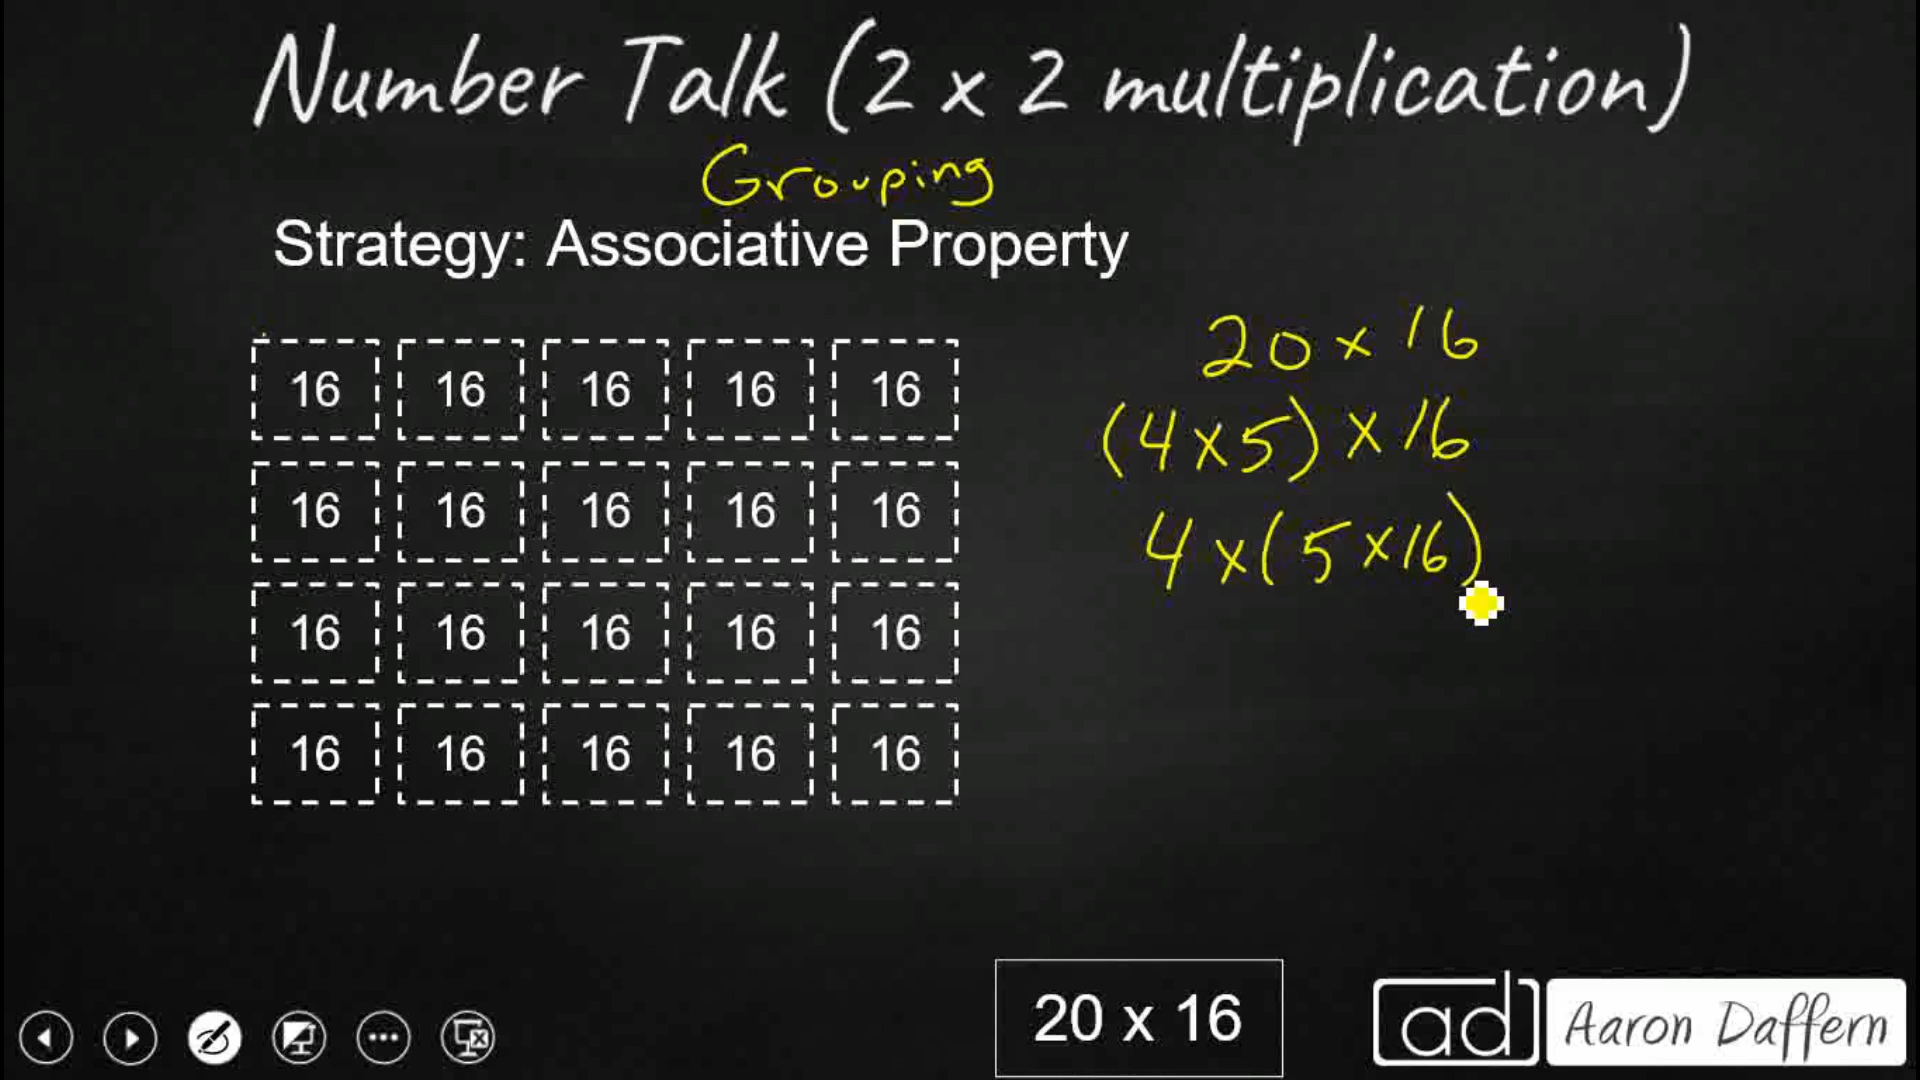 Number Talk (2 x 2 multiplication)
Grouping
Strategy: Associative Property
16 16 16 16 16
16 16 16 16 16
16 16 16 16 16
16 16 16 16 16
20 x 16
(4 x 5) x 16
4 x (5 x 16)
20 x 16
ad Aaron Daffern